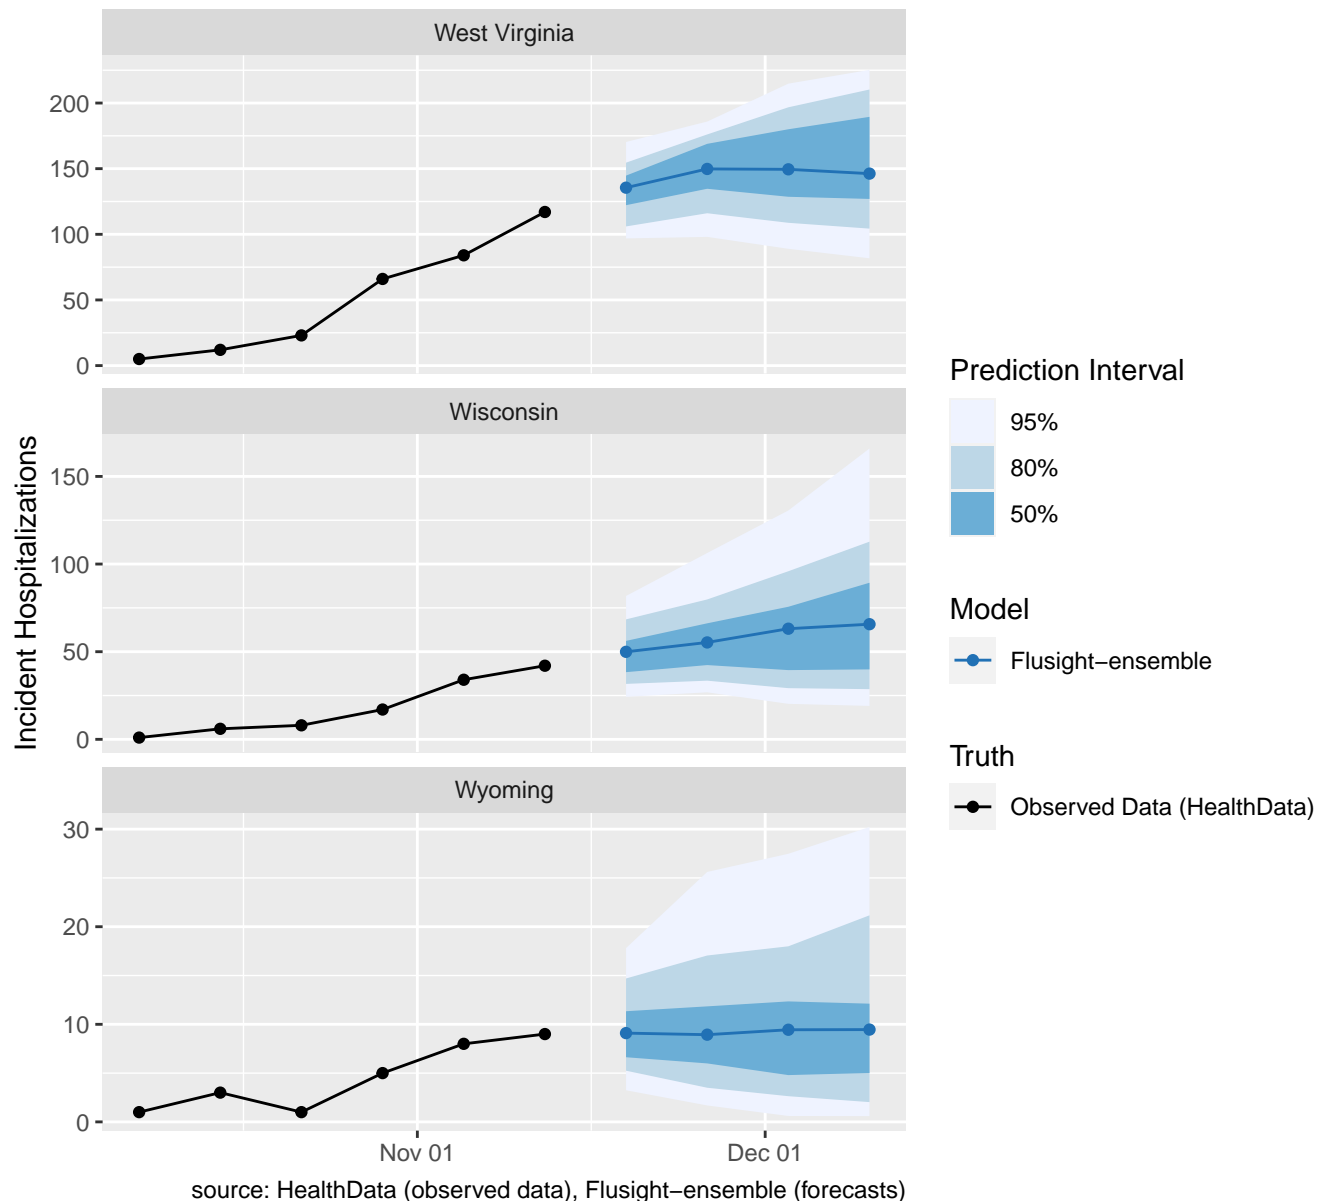 West Virginia
200
150
100
50
0
Wisconsin
150
100
50
0
Wyoming
30
20
10
0
Incident Hospitalizations
Nov 01
Dec 01
source: HealthData (observed data), Flusight−ensemble (forecasts)
Prediction Interval
95%
80%
50%
Model
Flusight−ensemble
Truth
Observed Data (HealthData)